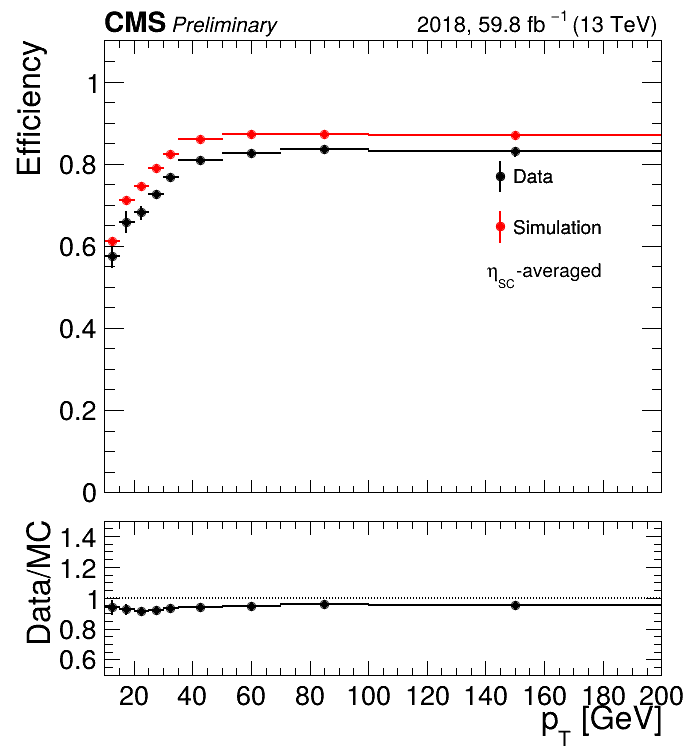 CMS Preliminary 2018, 59.8 fb⁻¹ (13 TeV)
Efficiency
1
0.8
0.6
0.4
0.2
0
Data
Simulation
ηSC-averaged
Data/MC
1.4
1.2
1
0.8
0.6
20 40 60 80 100 120 140 160 180 200
pT [GeV]